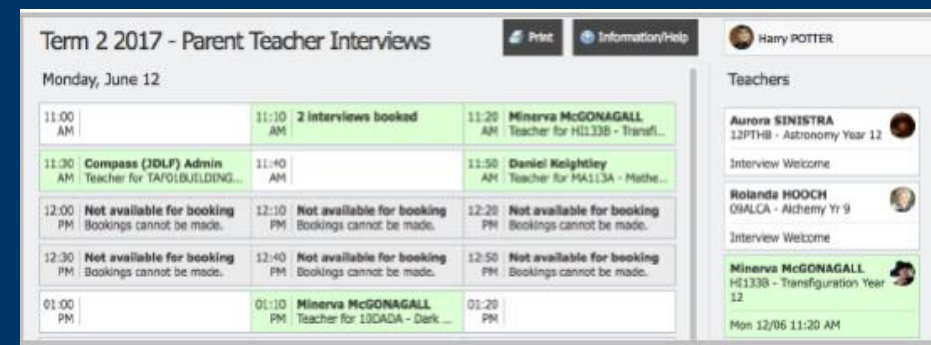 Term 2 2017 - Parent Teacher Interviews
Print
Information/Help
Harry POTTER
Monday, June 12
Teachers
11:00 AM
11:10 AM 2 interviews booked
11:20 AM Minerva McGONAGALL
Teacher for HI133B - Transfi...
11:30 AM Compass (JDLF) Admin
Teacher for TAF01BUILDING...
11:40 AM
11:50 AM Daniel Keightley
Teacher for MA113A - Mathe...
12:00 PM Not available for booking
Bookings cannot be made.
12:10 PM Not available for booking
Bookings cannot be made.
12:20 PM Not available for booking
Bookings cannot be made.
12:30 PM Not available for booking
Bookings cannot be made.
12:40 PM Not available for booking
Bookings cannot be made.
12:50 PM Not available for booking
Bookings cannot be made.
01:00 PM
01:10 PM Minerva McGONAGALL
Teacher for 10DADA - Dark ...
01:20 PM
Aurora SINISTRA
12PTHB - Astronomy Year 12
Interview Welcome
Rolanda HOOCH
09ALCA - Alchemy Yr 9
Interview Welcome
Minerva McGONAGALL
HI133B - Transfiguration Year
12
Mon 12/06 11:20 AM